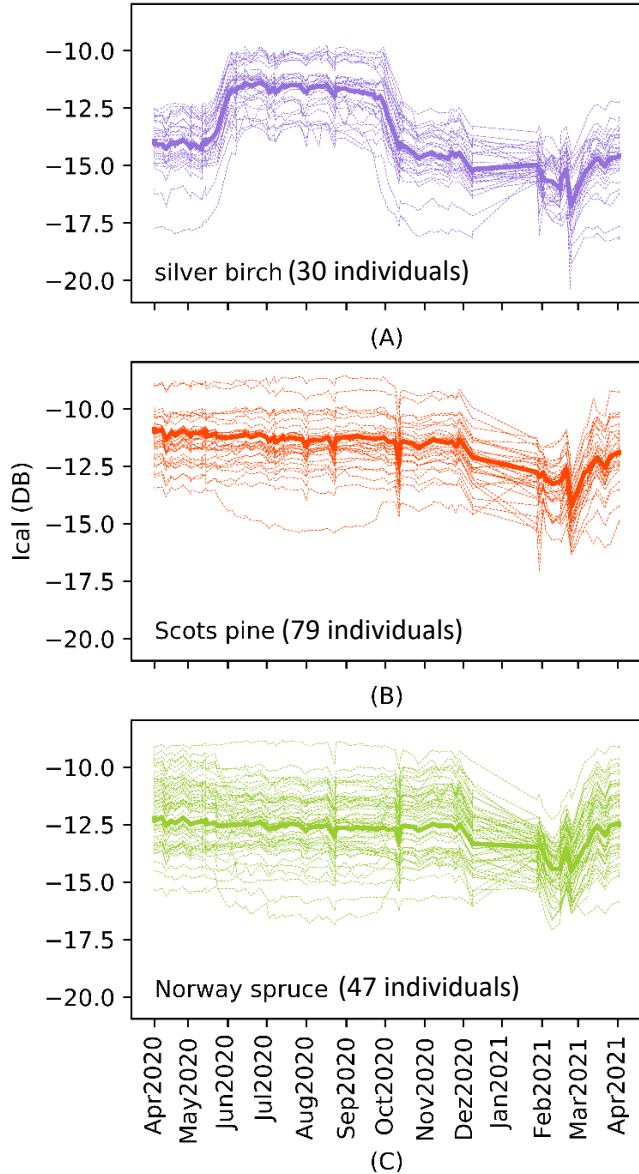 −10.0
−12.5
−15.0
−17.5
−20.0
silver birch (30 individuals)
(A)
−10.0
−12.5
−15.0
−17.5
−20.0
Ical (DB)
Scots pine (79 individuals)
(B)
−10.0
−12.5
−15.0
−17.5
−20.0
Norway spruce (47 individuals)
Apr2020
May2020
Jun2020
Jul2020
Aug2020
Sep2020
Oct2020
Nov2020
Dez2020
Jan2021
Feb2021
Mar2021
Apr2021
(C)